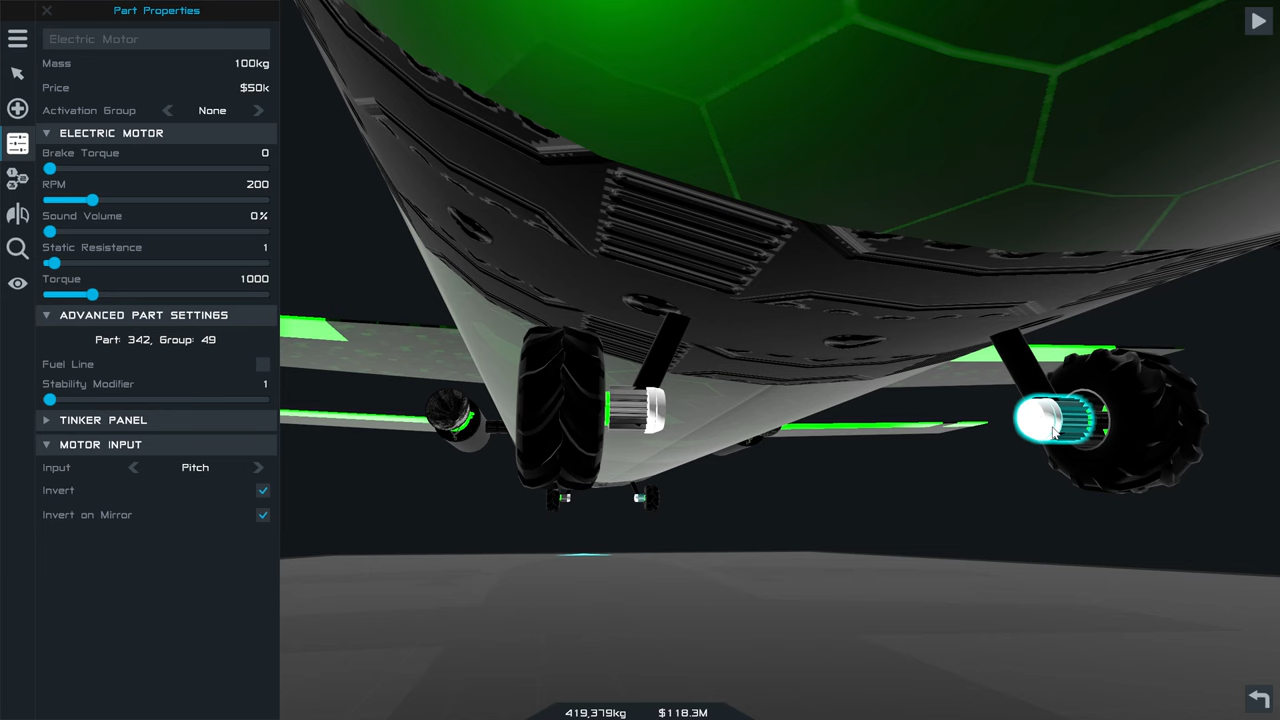 Part Properties
Electric Motor
Mass 100kg
Price $50k
Activation Group None
ELECTRIC MOTOR
Brake Torque 0
RPM 200
Sound Volume 0%
Static Resistance 1
Torque 1000
ADVANCED PART SETTINGS
Part: 342, Group: 49
Fuel Line
Stability Modifier 1
TINKER PANEL
MOTOR INPUT
Input Pitch
Invert
Invert on Mirror
419,379kg $118.3M